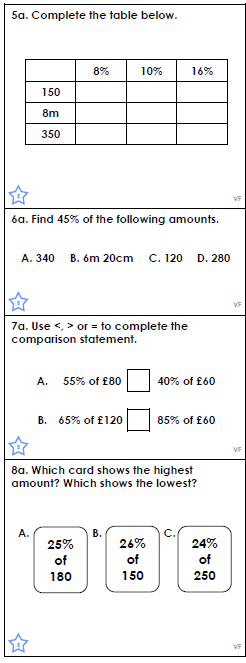 5a. Complete the table below.
8% 10% 16%
150
8m
350
E
VF
6a. Find 45% of the following amounts.
A. 340 B. 6m 20cm C. 120 D. 280
E
VF
7a. Use <, > or = to complete the
comparison statement.
A. 55% of £80 40% of £60
B. 65% of £120 85% of £60
E
VF
8a. Which card shows the highest
amount? Which shows the lowest?
A. B. C.
25% 26% 24%
of of of
180 150 250
E
VF